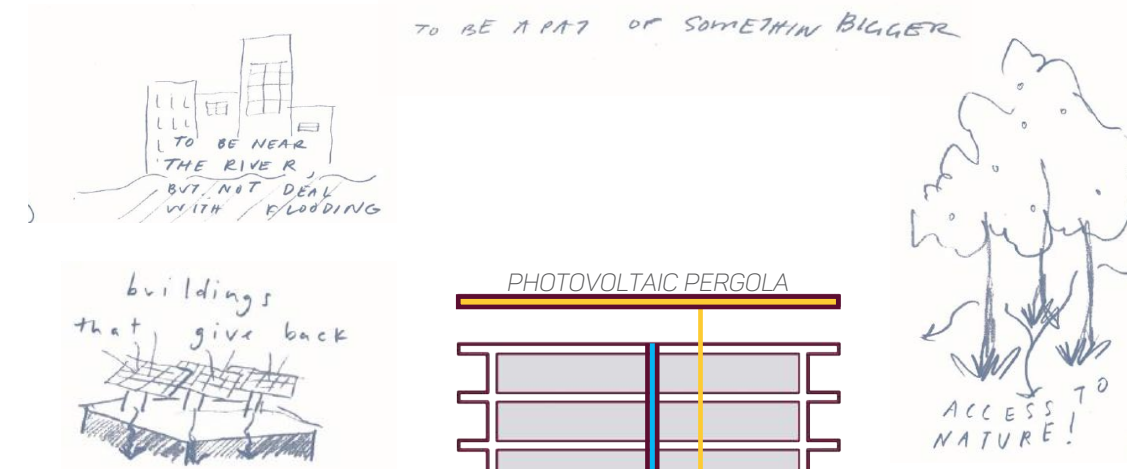 TO BE A PAT OF SOMETHIN BIGGER
TO BE NEAR
THE RIVER,
BUT NOT DEAL
WITH FLOODING
buildings
that give back
PHOTOVOLTAIC PERGOLA
ACCESS TO
NATURE!